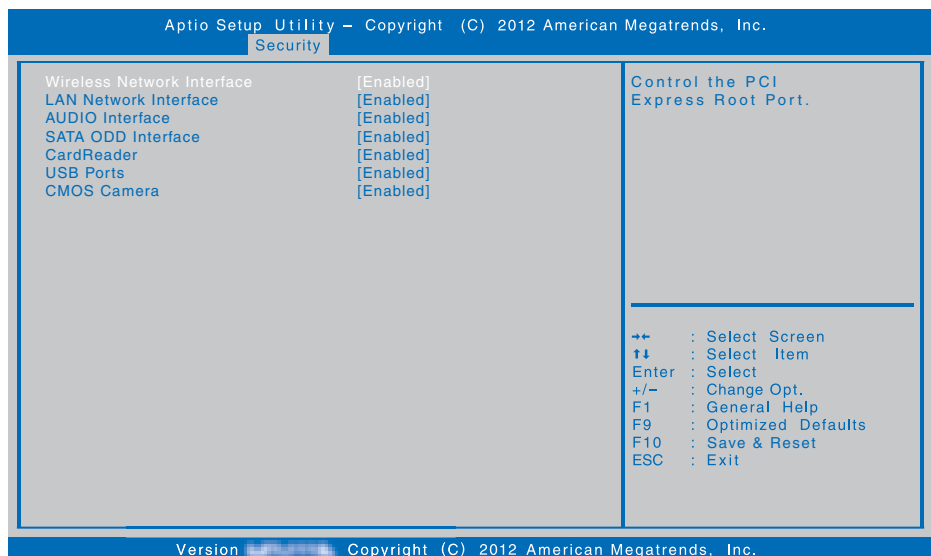 Aptio Setup Utility – Copyright (C) 2012 American Megatrends, Inc.
Security
Wireless Network Interface [Enabled]
LAN Network Interface [Enabled]
AUDIO Interface [Enabled]
SATA ODD Interface [Enabled]
CardReader [Enabled]
USB Ports [Enabled]
CMOS Camera [Enabled]
Control the PCI
Express Root Port.
→← : Select Screen
↑↓ : Select Item
Enter : Select
+/– : Change Opt.
F1 : General Help
F9 : Optimized Defaults
F10 : Save & Reset
ESC : Exit
Version Copyright (C) 2012 American Megatrends, Inc.